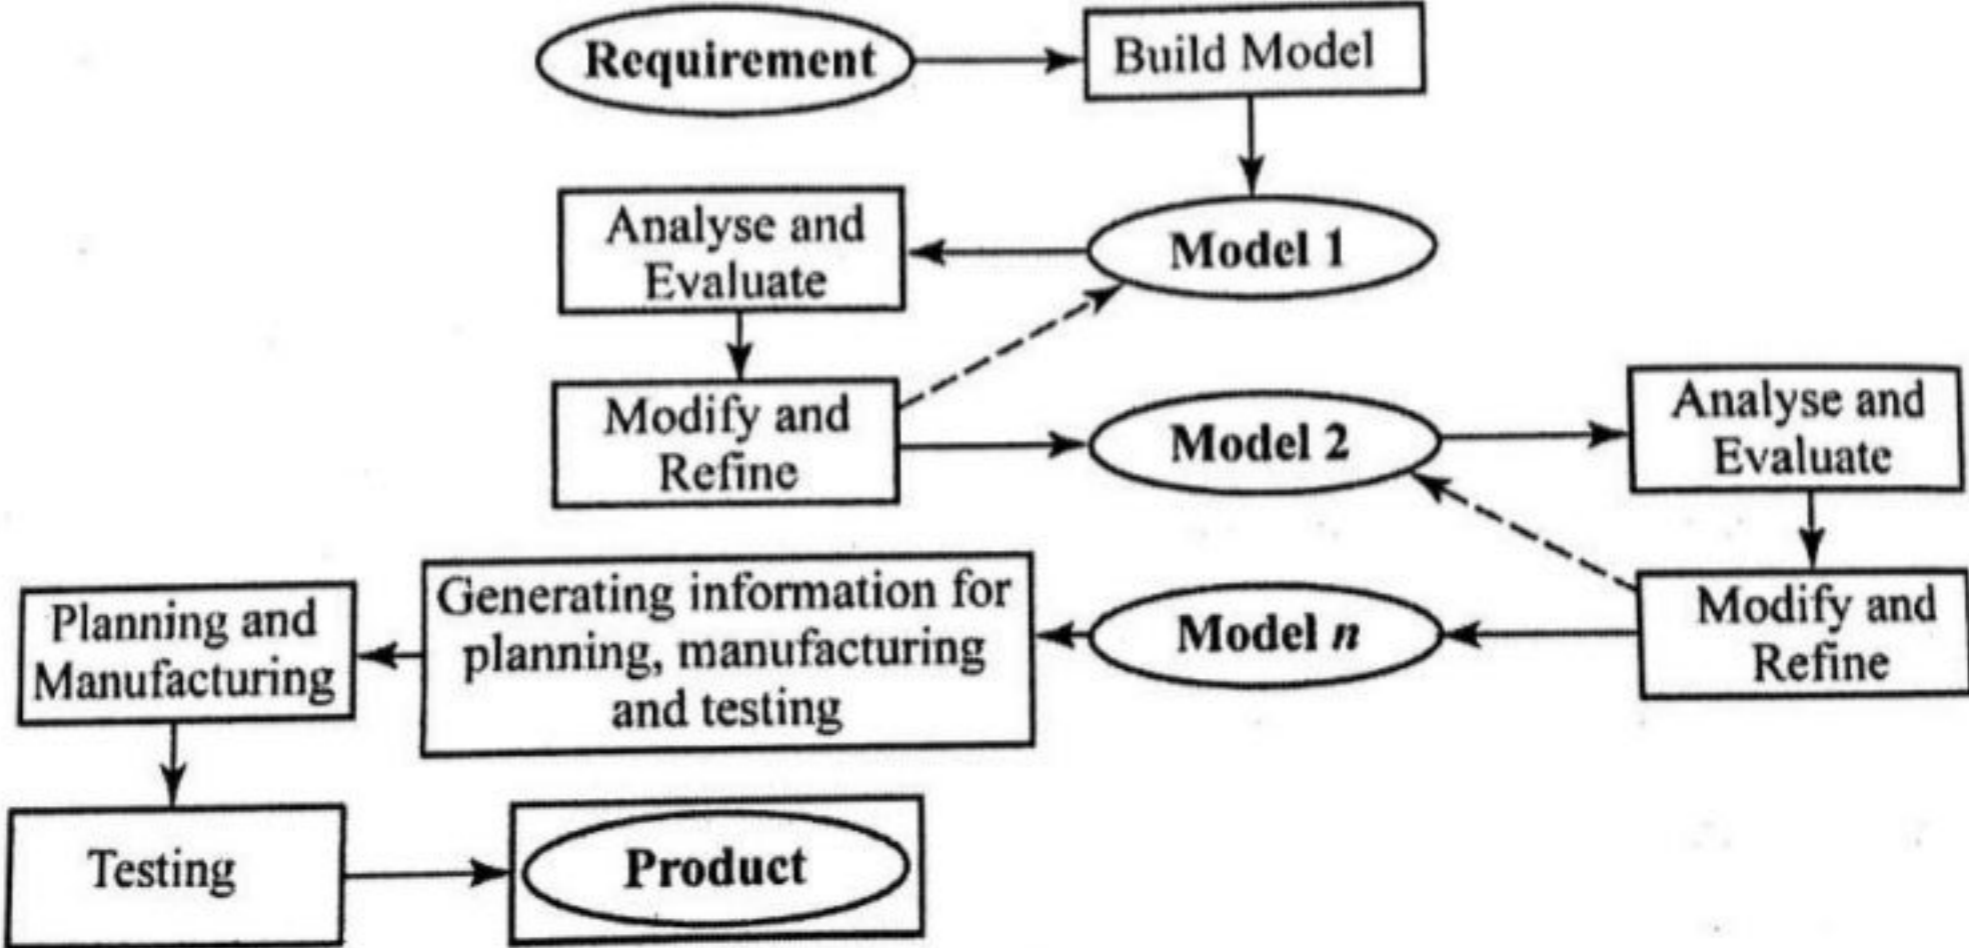 Requirement
Build Model
Analyse and
Evaluate
Model 1
Modify and
Refine
Model 2
Analyse and
Evaluate
Modify and
Refine
Model n
Generating information for
planning, manufacturing
and testing
Planning and
Manufacturing
Testing
Product